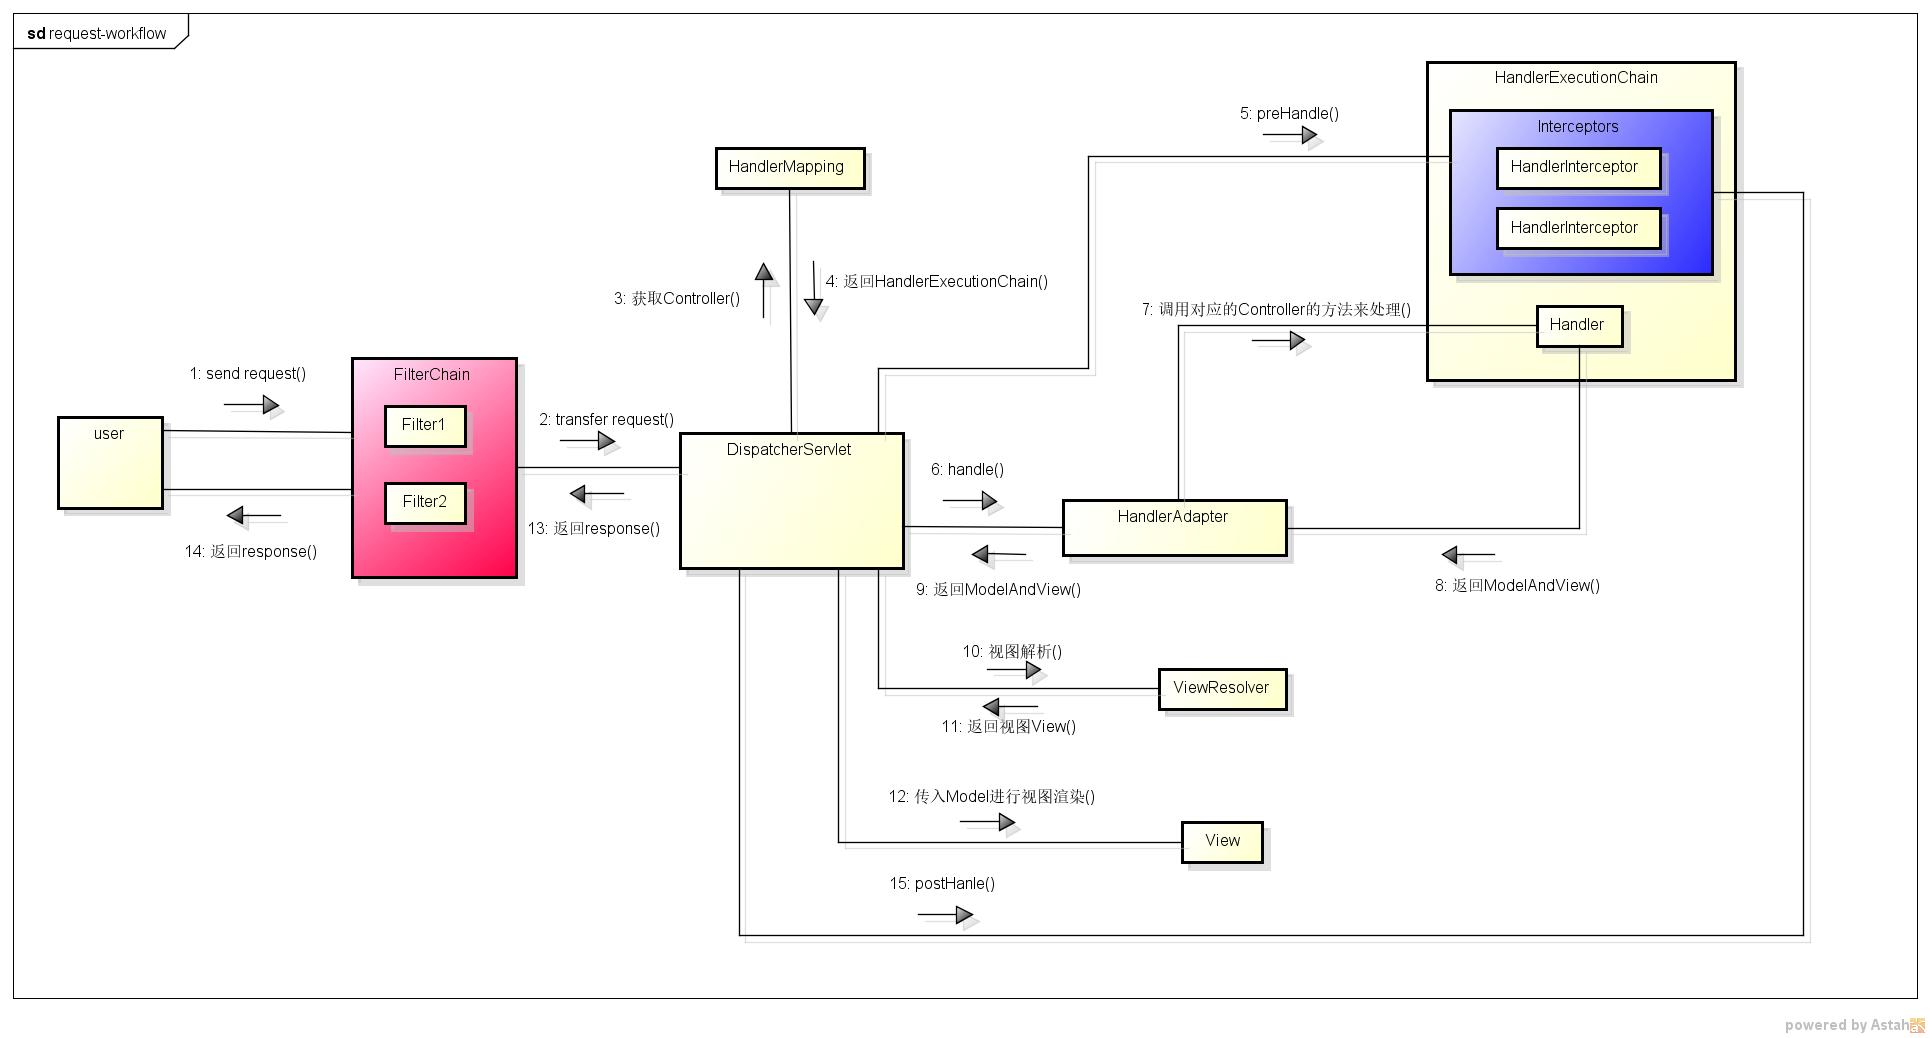 sd request-workflow
HandlerExecutionChain
5: preHandle()
Interceptors
HandlerMapping
HandlerInterceptor
HandlerInterceptor
3: 获取Controller()
4: 返回HandlerExecutionChain()
7: 调用对应的Controller的方法来处理()
Handler
1: send request()
FilterChain
Filter1
2: transfer request()
user
DispatcherServlet
6: handle()
Filter2
HandlerAdapter
14: 返回response()
13: 返回response()
9: 返回ModelAndView()
8: 返回ModelAndView()
10: 视图解析()
ViewResolver
11: 返回视图View()
12: 传入Model进行视图渲染()
View
15: postHanle()
powered by Astah